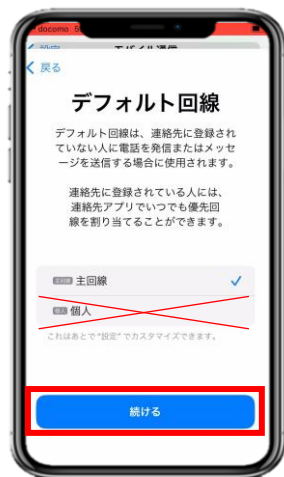 docomo
戻る
デフォルト回線
デフォルト回線は、連絡先に登録され
ていない人に電話を発信またはメッセ
ージを送信する場合に使用されます。
連絡先に登録されている人には、
連絡先アプリでいつでも優先回
線を割り当てることができます。
主回線 主回線
個人 個人
これはあとで"設定"でカスタマイズできます。
続ける